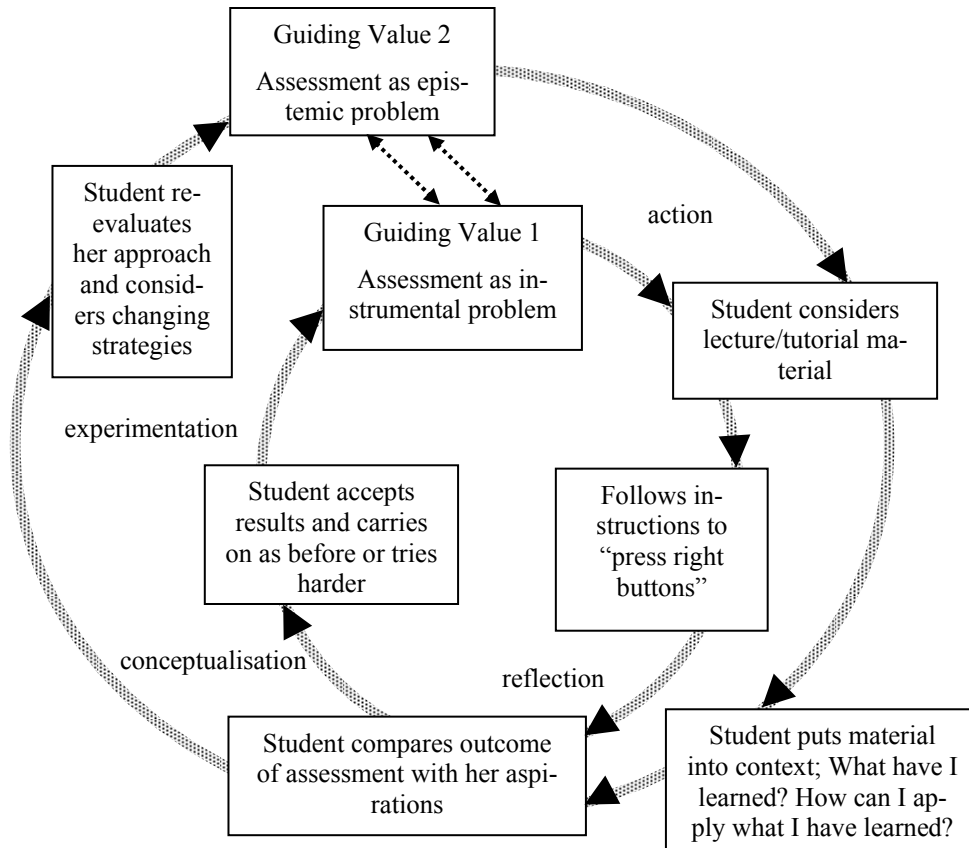 Guiding Value 2
Assessment as epis-
temic problem
Student re-
evaluates
her approach
and consid-
ers changing
strategies
Guiding Value 1
Assessment as in-
strumental problem
action
Student considers
lecture/tutorial ma-
terial
experimentation
Student accepts
results and carries
on as before or tries
harder
Follows in-
structions to
“press right
buttons”
conceptualisation
reflection
Student compares outcome
of assessment with her aspi-
rations
Student puts material
into context; What have I
learned? How can I ap-
ply what I have learned?